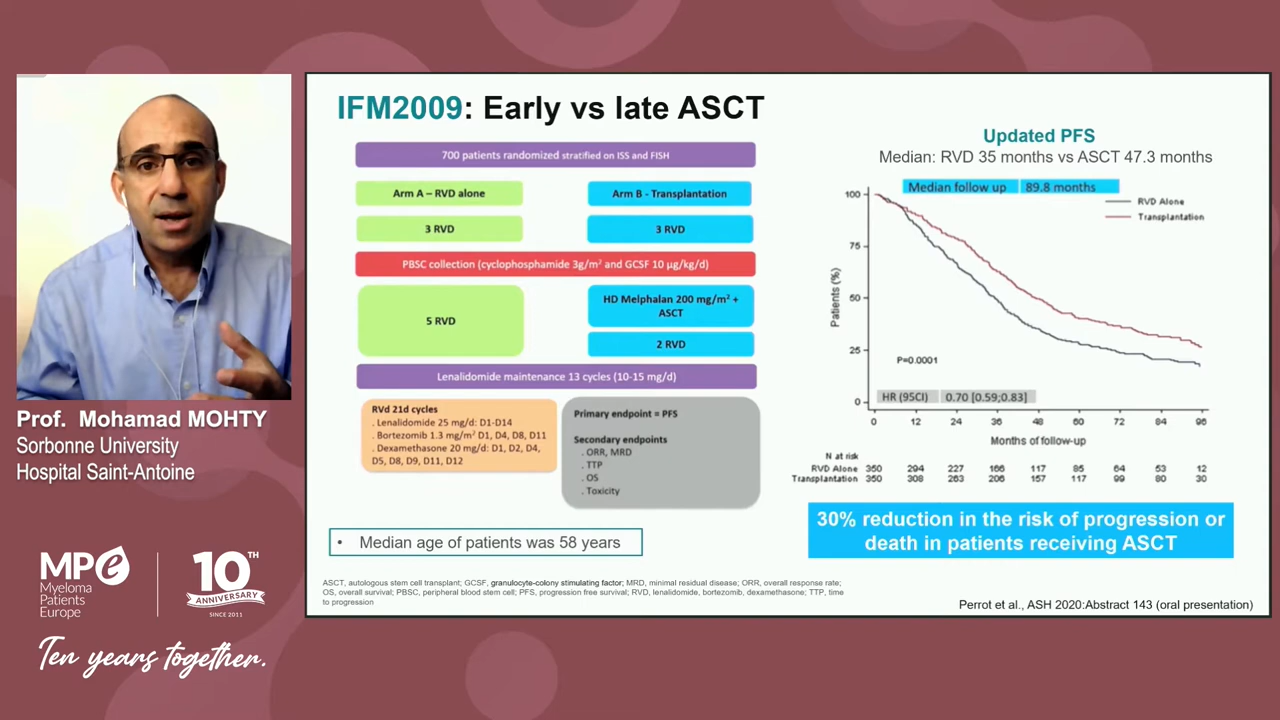 IFM2009: Early vs late ASCT
700 patients randomized stratified on ISS and FISH
Arm A – RVD alone
Arm B - Transplantation
3 RVD
3 RVD
PBSC collection (cyclophosphamide 3g/m² and GCSF 10 µg/kg/d)
5 RVD
HD Melphalan 200 mg/m² +
ASCT
2 RVD
Lenalidomide maintenance 13 cycles (10-15 mg/d)
RVd 21d cycles
. Lenalidomide 25 mg/d: D1-D14
. Bortezomib 1.3 mg/m² D1, D4, D8, D11
. Dexamethasone 20 mg/d: D1, D2, D4,
D5, D8, D9, D11, D12
Primary endpoint = PFS
Secondary endpoints
. ORR, MRD
. TTP
. OS
. Toxicity
• Median age of patients was 58 years
Updated PFS
Median: RVD 35 months vs ASCT 47.3 months
Median follow up 89.8 months
RVD Alone
Transplantation
100
75
50
25
0
Patients (%)
P=0.0001
HR (95CI) 0.70 [0.59;0.83]
0 12 24 36 48 60 72 84 96
Months of follow-up
N at risk
RVD Alone 350 294 227 166 117 85 64 53 12
Transplantation 350 308 263 206 157 117 99 80 30
30% reduction in the risk of progression or
death in patients receiving ASCT
ASCT, autologous stem cell transplant; GCSF, granulocyte-colony stimulating factor; MRD, minimal residual disease; ORR, overall response rate;
OS, overall survival; PBSC, peripheral blood stem cell; PFS, progression free survival; RVD, lenalidomide, bortezomib, dexamethasone; TTP, time
to progression
Perrot et al., ASH 2020:Abstract 143 (oral presentation)
Prof. Mohamad MOHTY
Sorbonne University
Hospital Saint-Antoine
MPe
Myeloma
Patients
Europe
10TH
ANNIVERSARY
SINCE 2011
Ten years together.